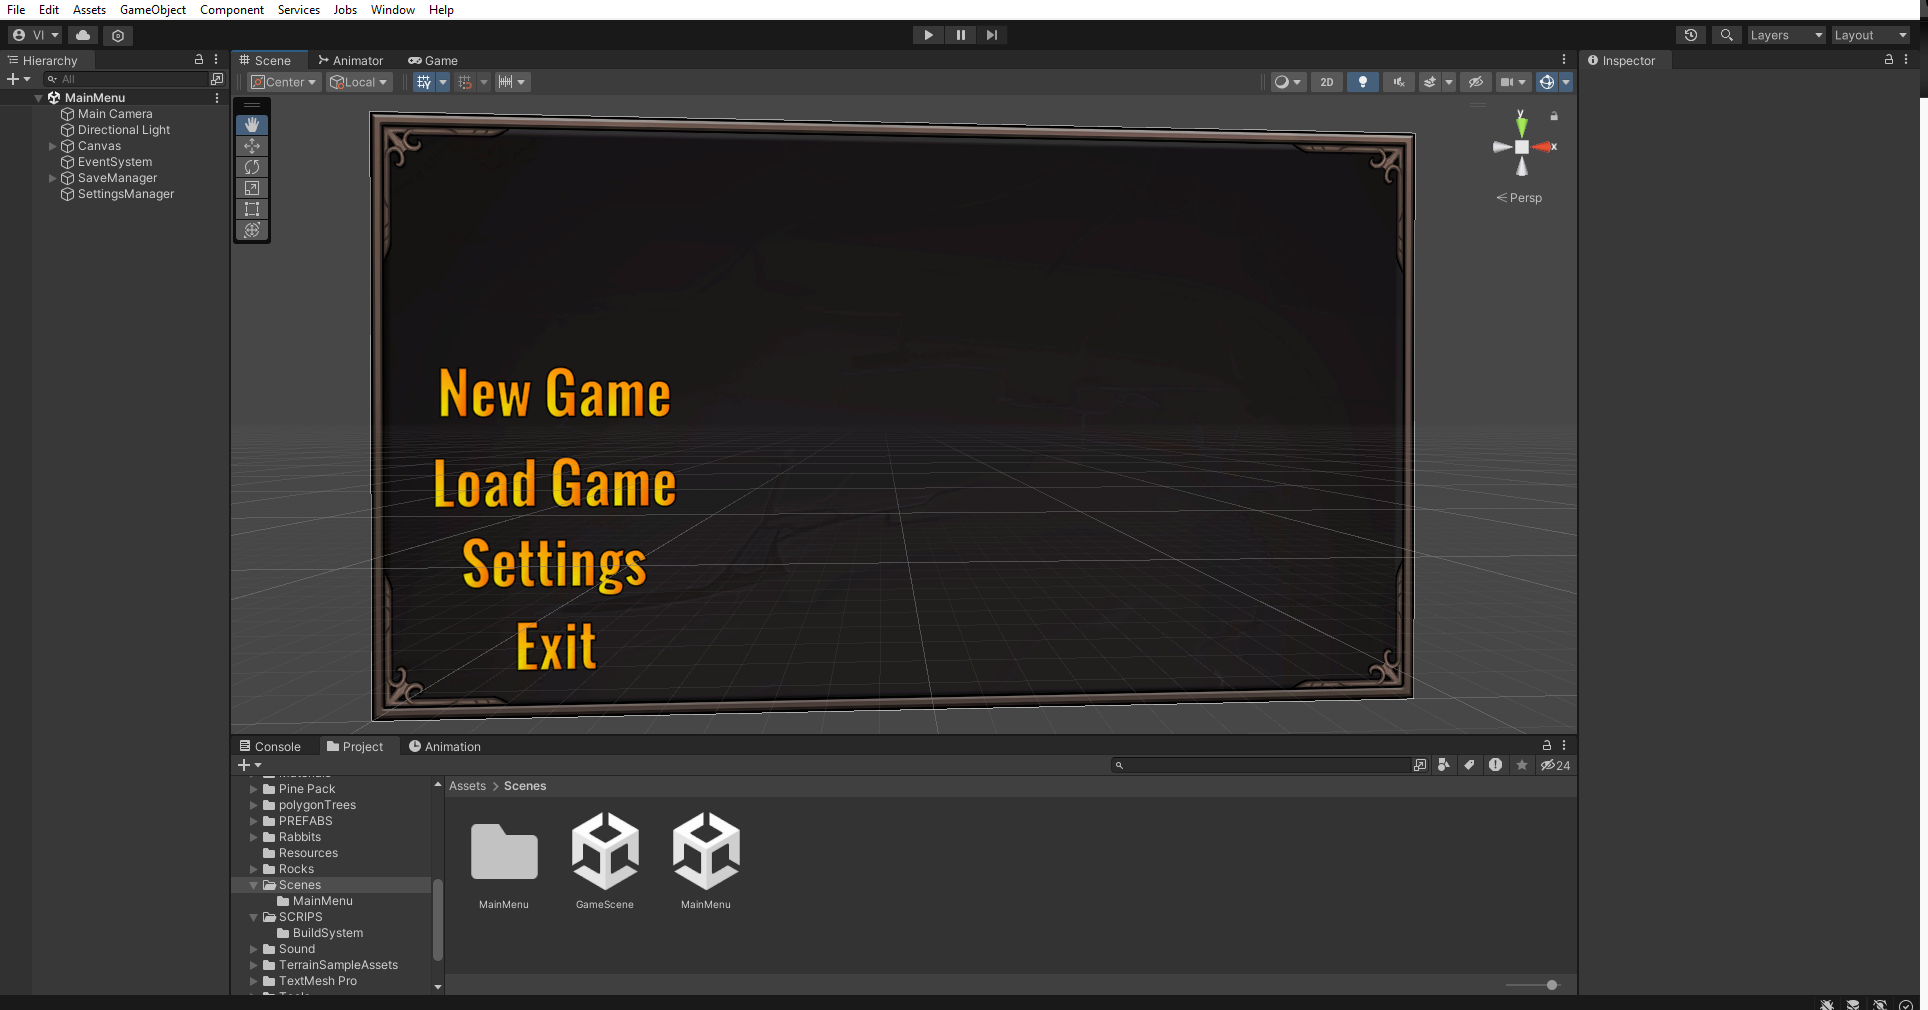 File Edit Assets GameObject Component Services Jobs Window Help
VI Layers Layout
Hierarchy
All
MainMenu
Main Camera
Directional Light
Canvas
EventSystem
SaveManager
SettingsManager
Scene Animator Game
Center Local 2D
y
x
Persp
New Game
Load Game
Settings
Exit
Inspector
Console Project Animation
24
Pine Pack
polygonTrees
PREFABS
Rabbits
Resources
Rocks
Scenes
MainMenu
SCRIPS
BuildSystem
Sound
TerrainSampleAssets
TextMesh Pro
Assets > Scenes
MainMenu GameScene MainMenu